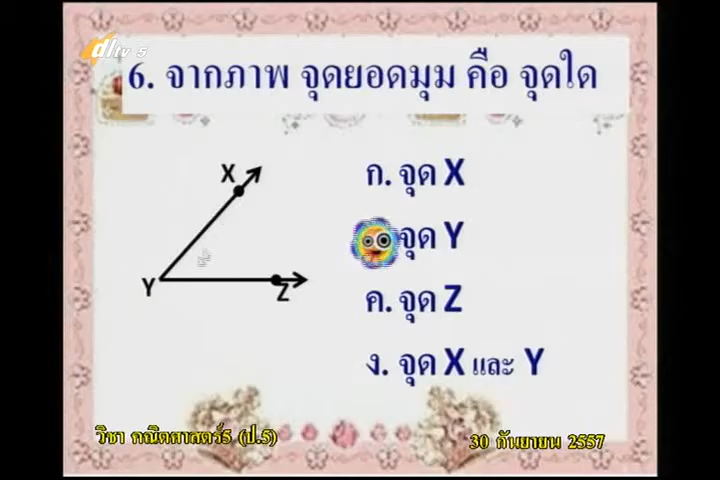 dltv 5
6. จากภาพ จุดยอดมุม คือ จุดใด
X
Y
Z
ก. จุด X
จุด Y
ค. จุด Z
ง. จุด X และ Y
วิชา คณิตศาสตร์5 (ป.5)
30 กันยายน 2557